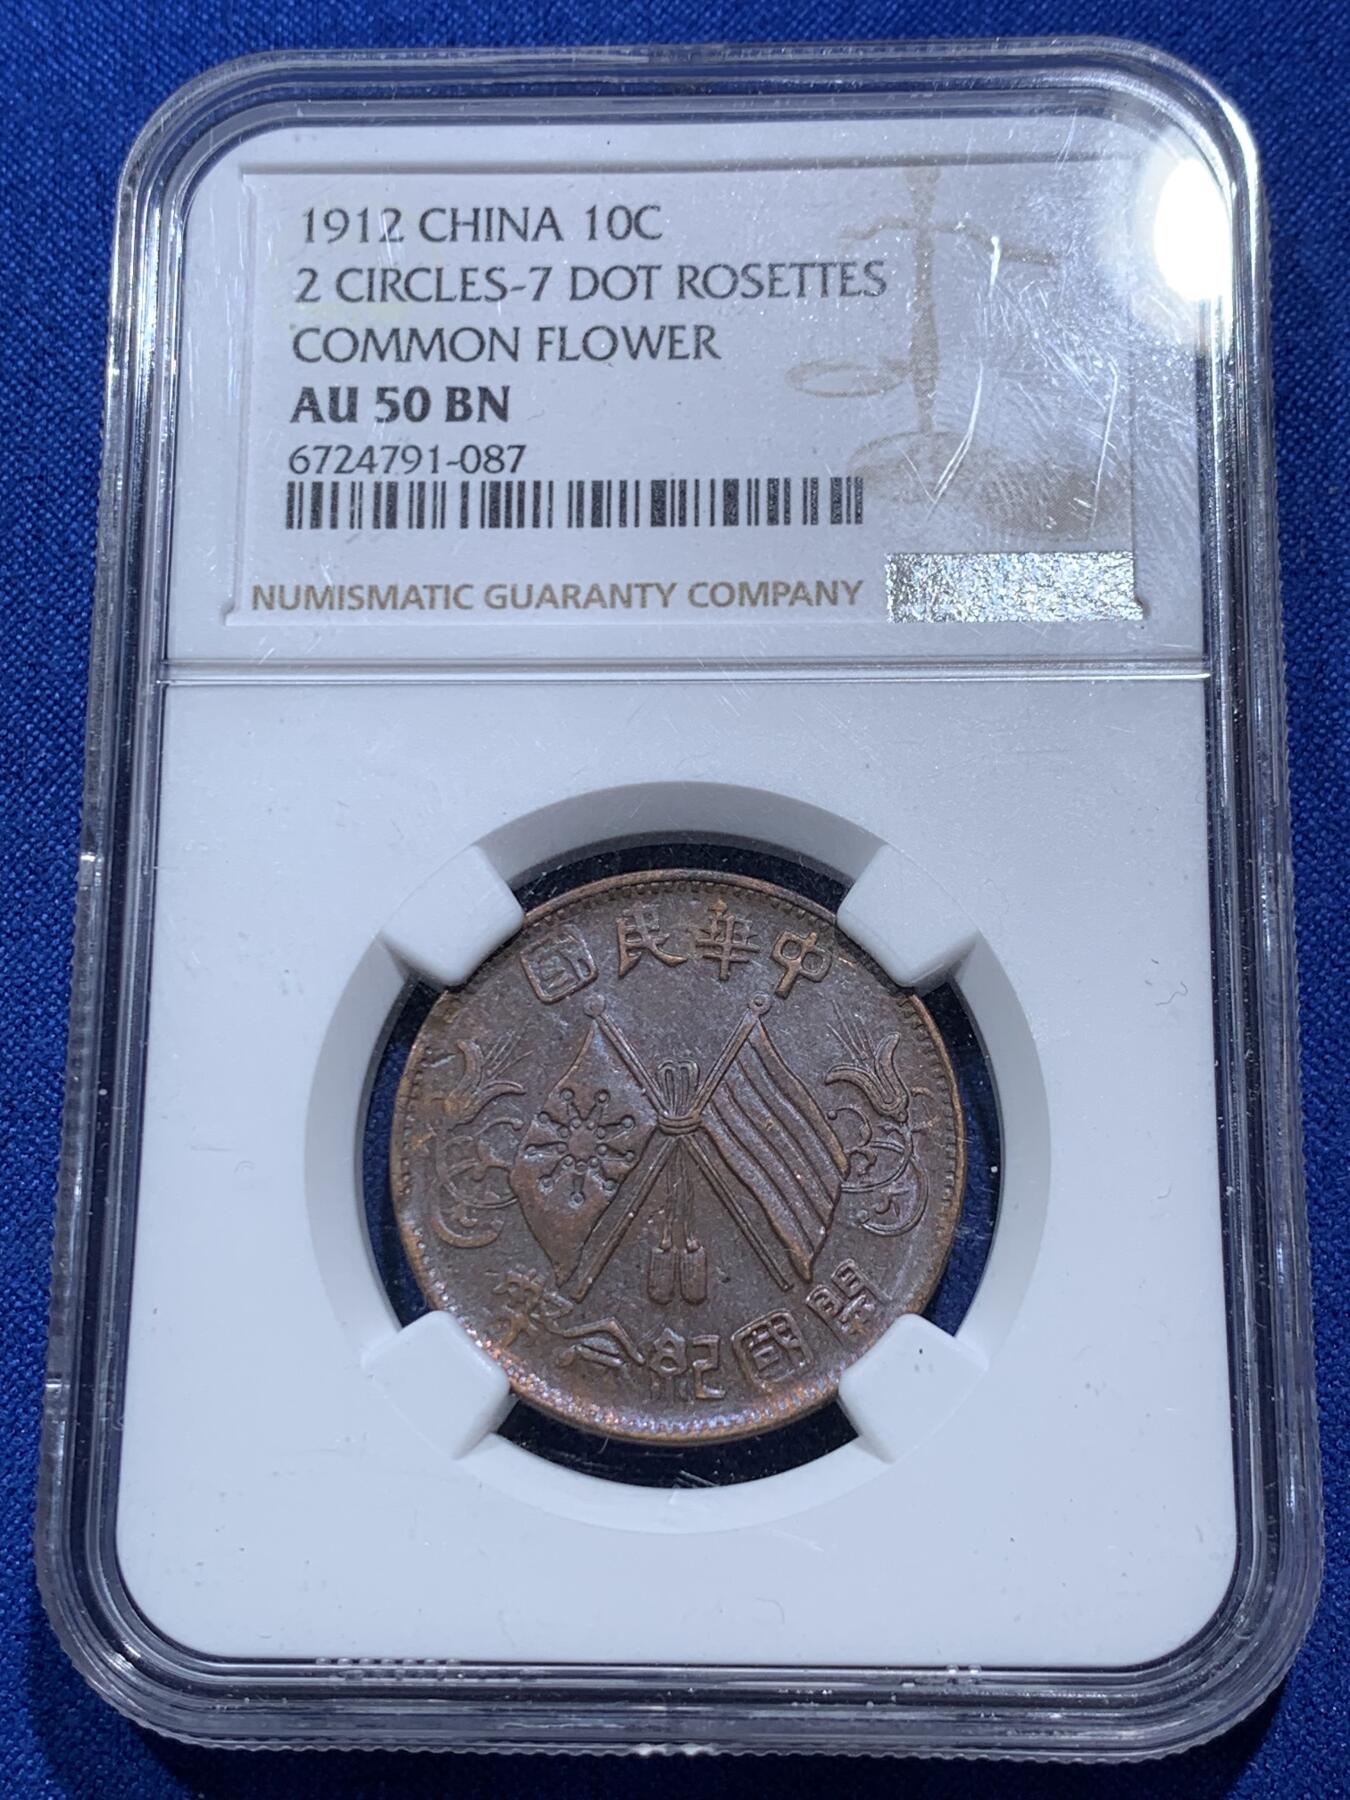 1912 CHINA 10C
2 CIRCLES-7 DOT ROSETTES
COMMON FLOWER
AU 50 BN
6724791-087
NUMISMATIC GUARANTY COMPANY
中華民國
開國紀念幣